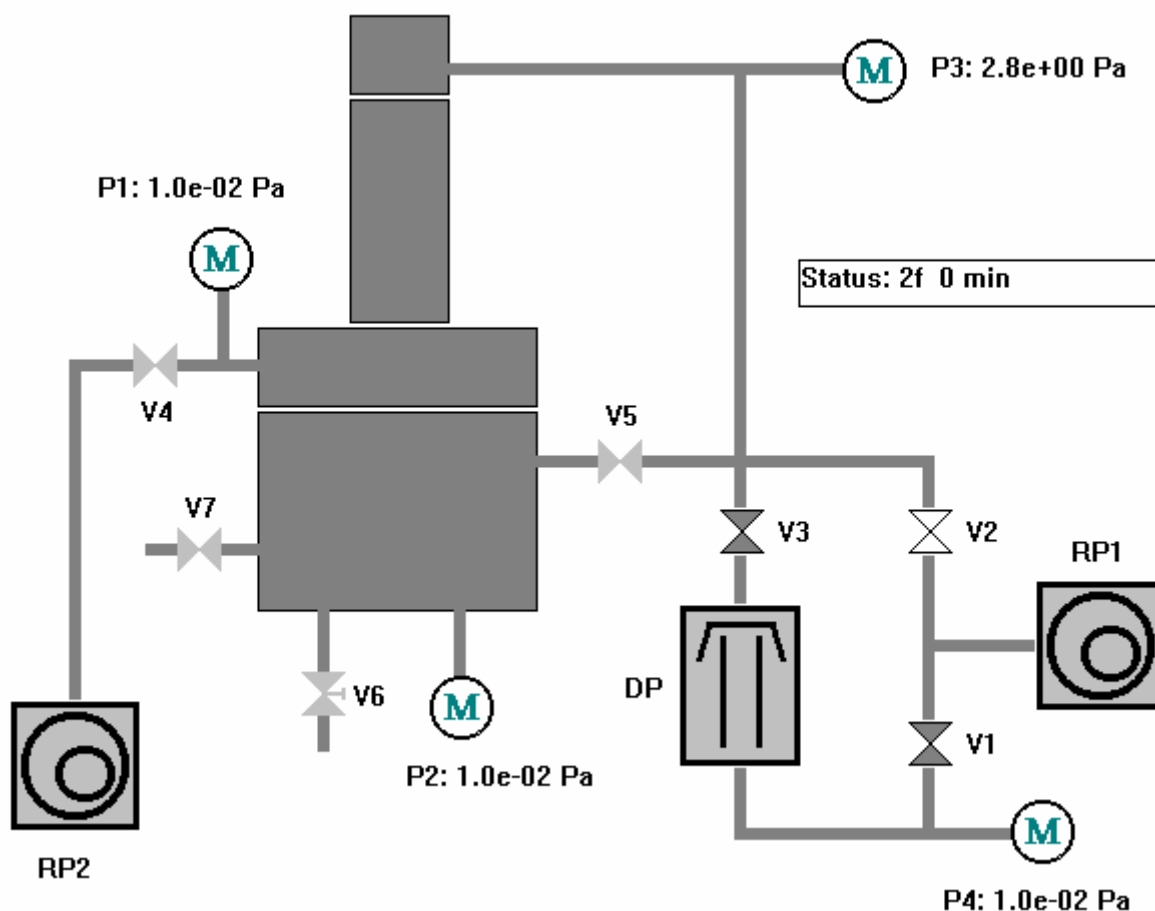 P3: 2.8e+00 Pa
M
P1: 1.0e-02 Pa
M
Status: 2f 0 min
V4
V5
V7
V3
V2
RP1
V6
DP
M
V1
P2: 1.0e-02 Pa
M
RP2
P4: 1.0e-02 Pa